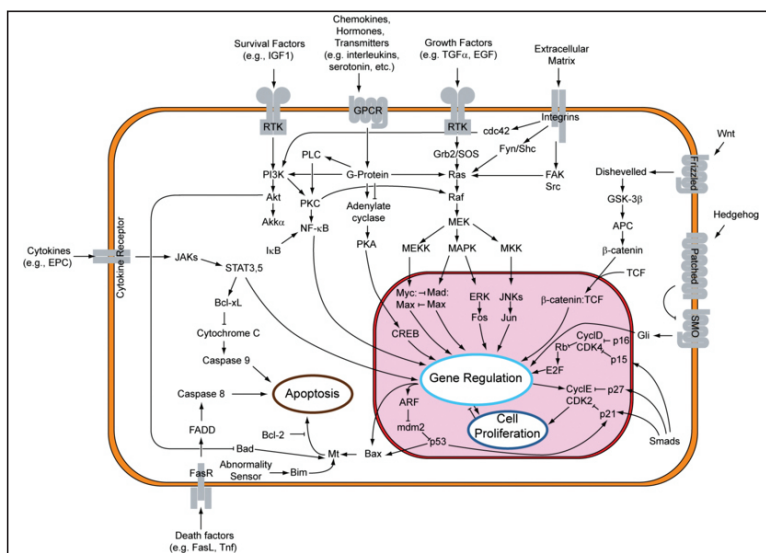 Chemokines,
Hormones,
Transmitters
(e.g. interleukins,
serotonin, etc.)
Survival Factors
(e.g., IGF1)
Growth Factors
(e.g. TGFα, EGF)
Extracellular
Matrix
RTK
GPCR
RTK
Integrins
cdc42
Wnt
Frizzled
Fyn/Shc
Grb2/SOS
PLC
PI3K
G-Protein
Ras
FAK
Src
Dishevelled
GSK-3β
Akt
PKC
Adenylate
cyclase
Raf
Akkα
NF-κB
MEK
APC
Hedgehog
Patched
IκB
PKA
MEKK
MAPK
MKK
β-catenin
TCF
Cytokines
(e.g., EPC)
Cytokine Receptor
JAKs
STAT3,5
Myc:
Max
Mad:
Max
ERK
Fos
JNKs
Jun
β-catenin:TCF
SMO
Gli
Bcl-xL
Cytochrome C
Caspase 9
CREB
CyclD
CDK4
p16
p15
Rb
E2F
Gene Regulation
Apoptosis
Caspase 8
FADD
ARF
mdm2
p53
Cell
Proliferation
CyclE
CDK2
p27
p21
Smads
Bcl-2
Bad
Mt
Bax
Abnormality
Sensor
Bim
FasR
Death factors
(e.g. FasL, Tnf)